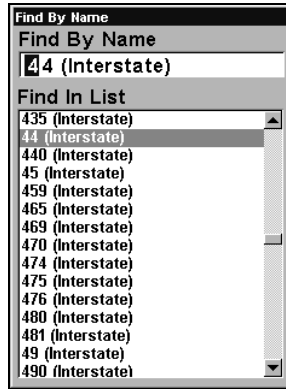 Find By Name
Find By Name
44 (Interstate)
Find In List
435 (Interstate)
44 (Interstate)
440 (Interstate)
45 (Interstate)
459 (Interstate)
465 (Interstate)
469 (Interstate)
470 (Interstate)
474 (Interstate)
475 (Interstate)
476 (Interstate)
480 (Interstate)
481 (Interstate)
49 (Interstate)
490 (Interstate)